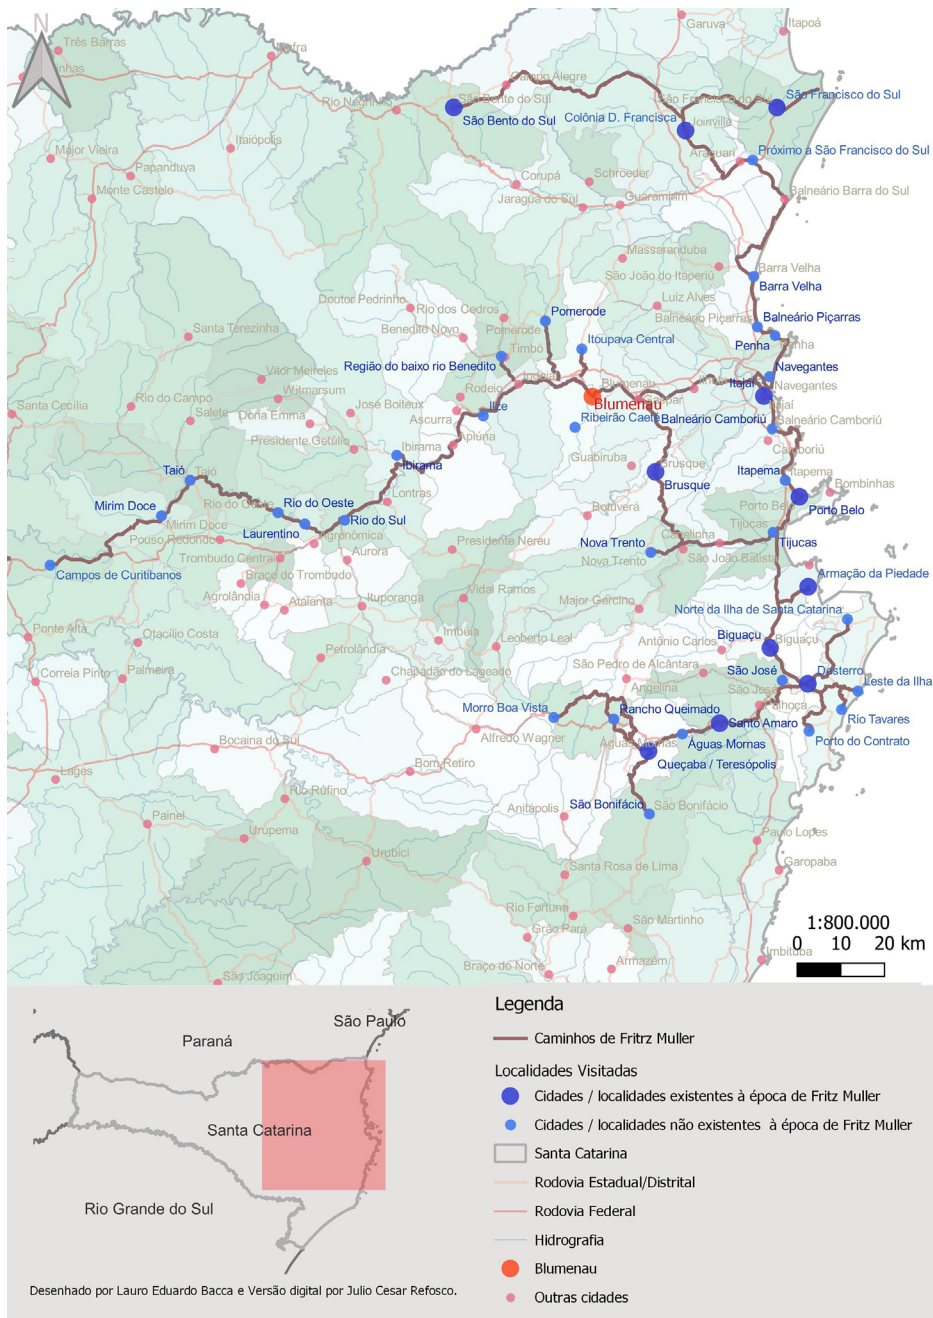 N
Garuva
Itapoá
Três Barras
Mafra
Campo Alegre
Rio Negrinho
São Bento do Sul
São Bento do Sul
São Francisco do Sul
São Francisco do Sul
Colônia D. Francisca
Joinville
Itaiópolis
Major Vieira
Papanduva
Monte Castelo
Araquari
Próximo a São Francisco do Sul
Corupá
Schroeder
Jaraguá do Sul
Guaramirim
Balneário Barra do Sul
Massaranduba
São João do Itaperiú
Barra Velha
Barra Velha
Doutor Pedrinho
Rio dos Cedros
Luiz Alves
Pomerode
Balneário Piçarras
Balneário Piçarras
Santa Terezinha
Benedito Novo
Pomerode
Itoupava Central
Penha
Penha
Timbó
Região do baixo rio Benedito
Vitor Meireles
Indaial
Navegantes
Navegantes
Witmarsum
Rodeio
Blumenau
Itajaí
Itajaí
Rio do Campo
Santa Cecília
Salete
Dona Emma
José Boiteux
Ascurra
Ilze
Blumenau
Gaspar
Ribeirão Caeté
Balneário Camboriú
Balneário Camboriú
Presidente Getúlio
Ibirama
Apiúna
Camboriú
Ibirama
Guabiruba
Brusque
Brusque
Taió
Taió
Itapema
Itapema
Bombinhas
Lontras
Rio do Oeste
Rio do Oeste
Mirim Doce
Mirim Doce
Porto Belo
Porto Belo
Botuverá
Laurentino
Rio do Sul
Tijucas
Tijucas
Pouso Redondo
Agronômica
Presidente Nereu
Nova Trento
Nova Trento
Canelinha
São João Batista
Trombudo Central
Aurora
Campos de Curitibanos
Braço do Trombudo
Armação da Piedade
Agrolândia
Atalanta
Ituporanga
Vidal Ramos
Major Gercino
Norte da Ilha de Santa Catarina
Ponte Alta
Otacílio Costa
Imbuia
Leoberto Leal
Antônio Carlos
Biguaçu
Biguaçu
Petrolândia
São Pedro de Alcântara
Correia Pinto
Palmeira
Chapadão do Lageado
São José
São José
Desterro
Leste da Ilha
Angelina
Morro Boa Vista
Rancho Queimado
Palhoça
Rio Tavares
Santo Amaro
Bocaina do Sul
Alfredo Wagner
Águas Mornas
Águas Mornas
Porto do Contrato
Lages
Bom Retiro
Queçaba / Teresópolis
Rio Rufino
Anitápolis
São Bonifácio
São Bonifácio
Painel
Urupema
Paulo Lopes
Urubici
Santa Rosa de Lima
Garopaba
Rio Fortuna
Grão Pará
São Martinho
1:800.000
0 10 20 km
Imbituba
Braço do Norte
Armazém
São Joaquim
São Paulo
Paraná
Santa Catarina
Rio Grande do Sul
Desenhado por Lauro Eduardo Bacca e Versão digital por Julio Cesar Refosco.
Legenda
Caminhos de Fritrz Muller
Localidades Visitadas
Cidades / localidades existentes à época de Fritz Muller
Cidades / localidades não existentes à época de Fritz Muller
Santa Catarina
Rodovia Estadual/Distrital
Rodovia Federal
Hidrografia
Blumenau
Outras cidades